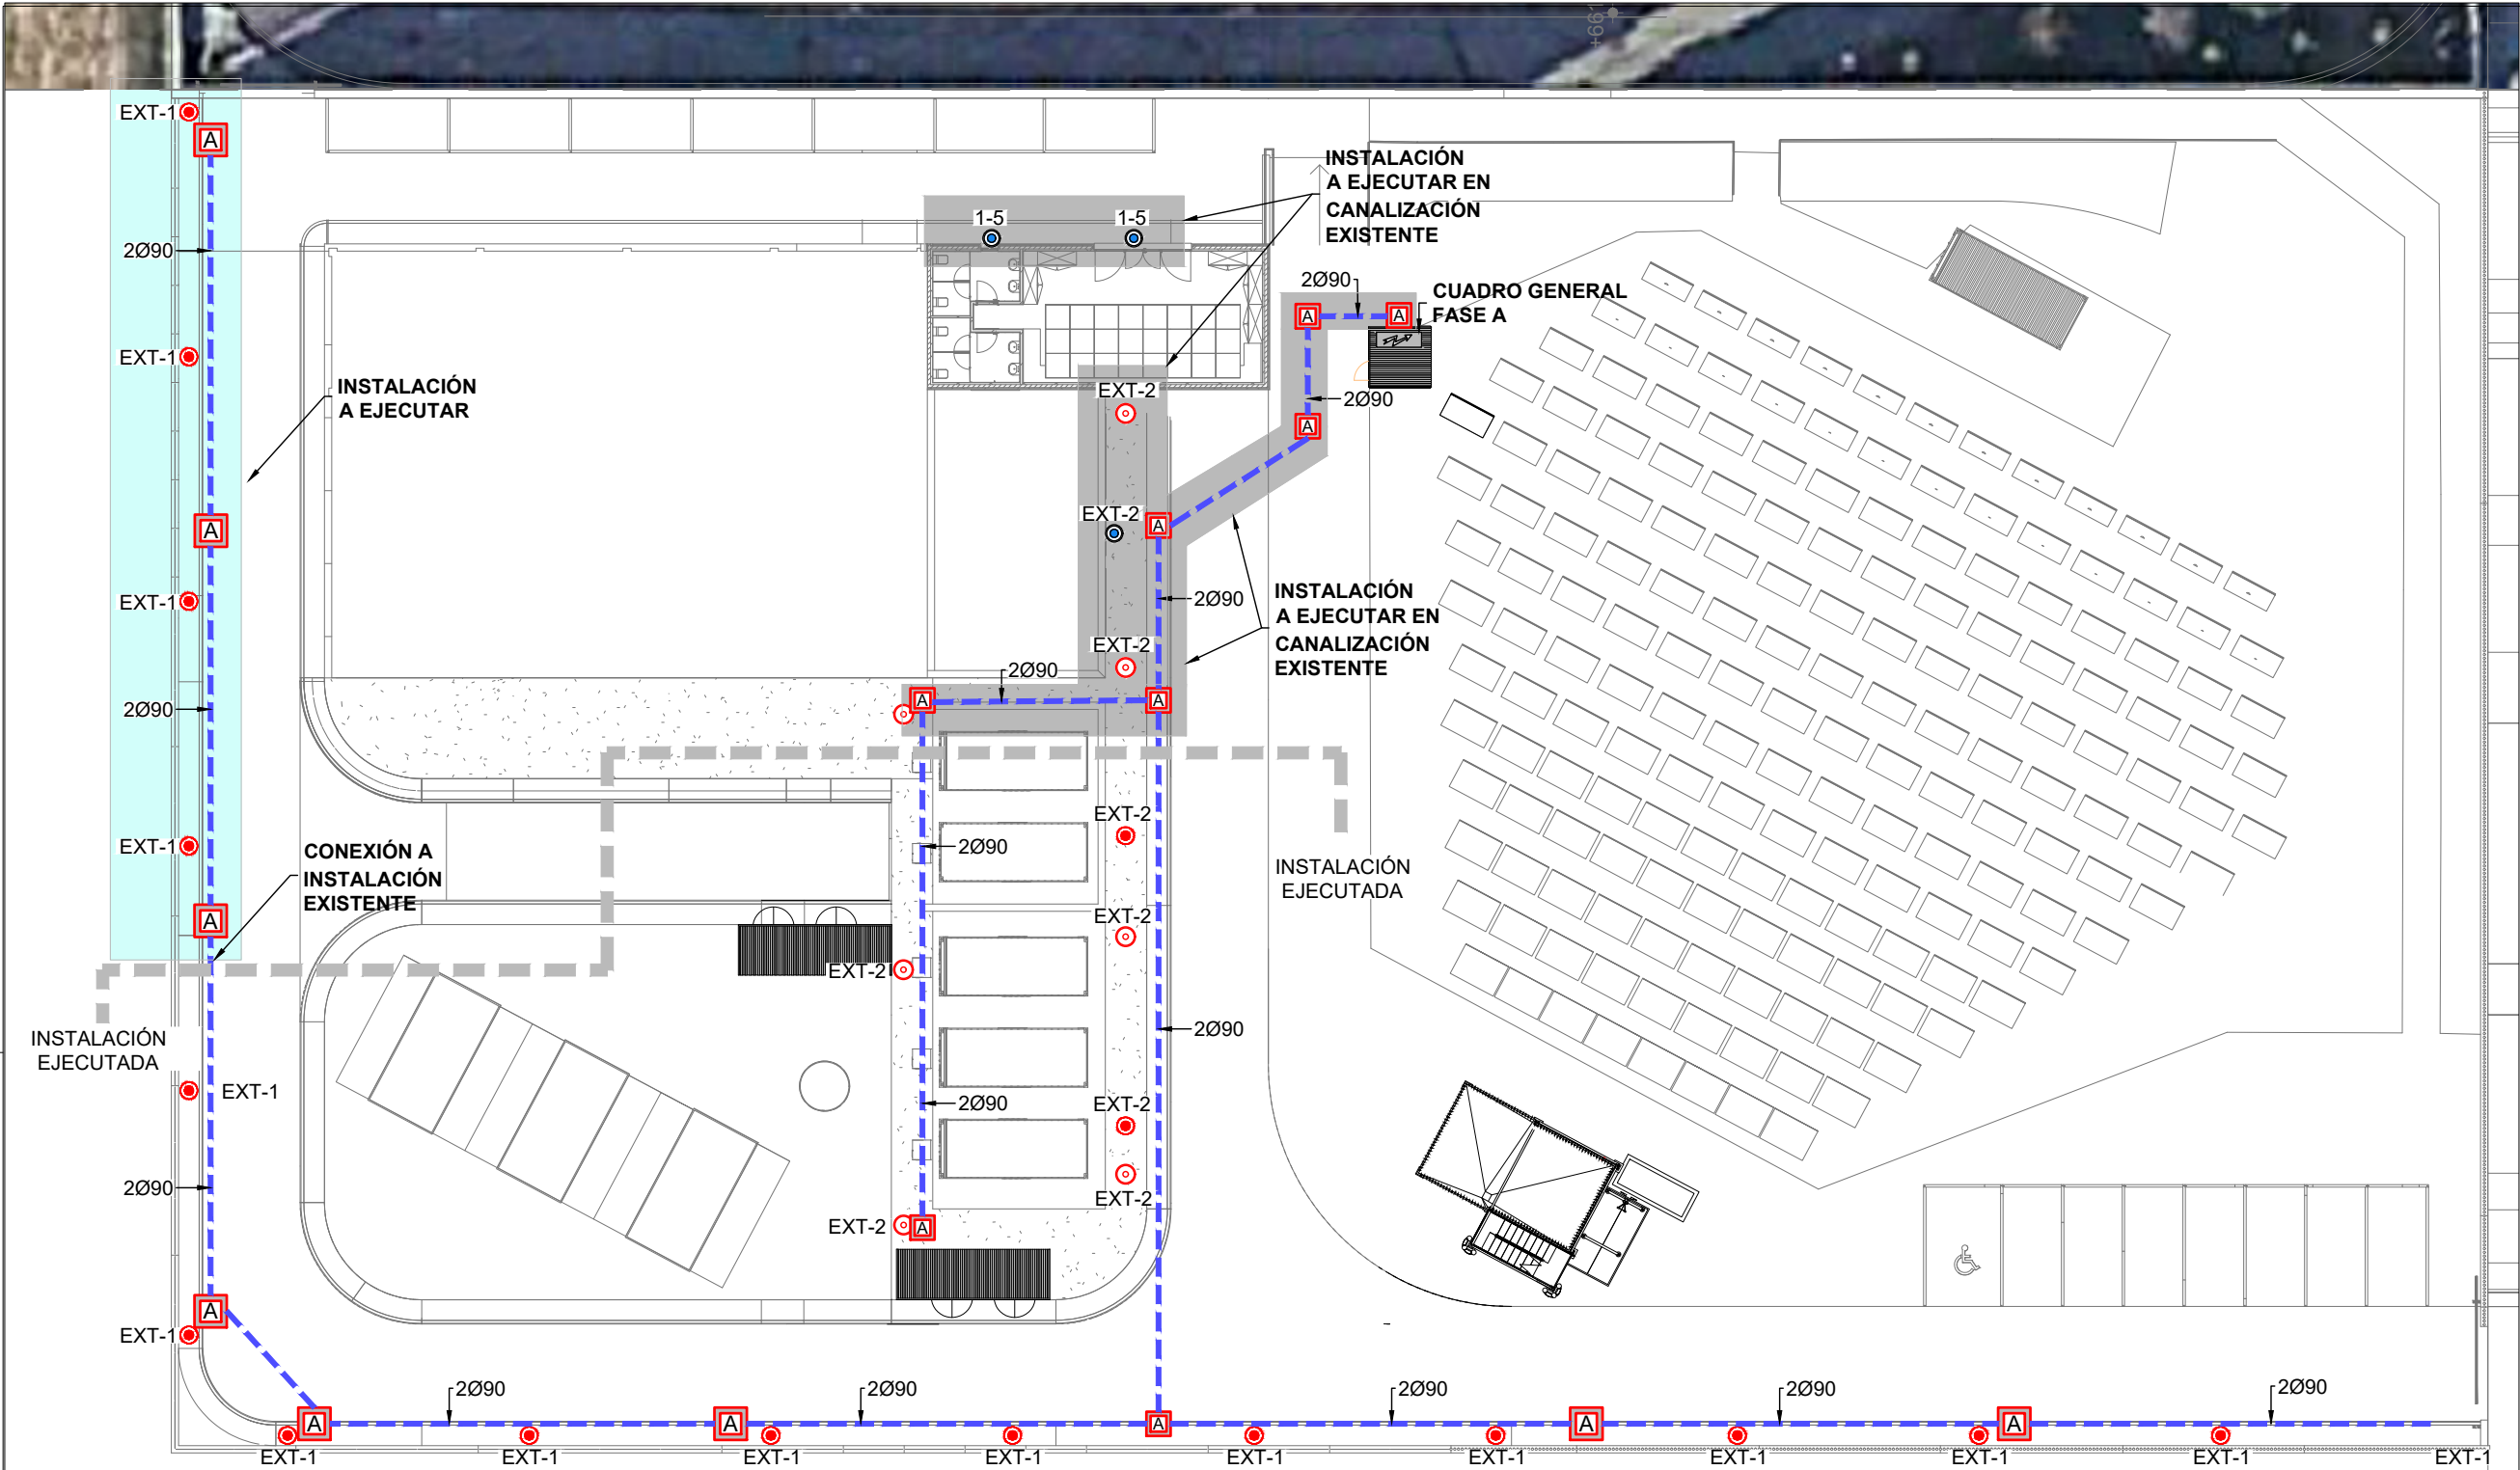 +661
EXT-1
A
INSTALACIÓN
A EJECUTAR EN
CANALIZACIÓN
EXISTENTE
1-5
1-5
2Ø90
2Ø90
CUADRO GENERAL
FASE A
A
A
EXT-1
INSTALACIÓN
A EJECUTAR
EXT-2
2Ø90
A
A
EXT-2
A
EXT-1
2Ø90
INSTALACIÓN
A EJECUTAR EN
CANALIZACIÓN
EXISTENTE
EXT-2
2Ø90
A
A
2Ø90
EXT-2
EXT-1
2Ø90
CONEXIÓN A
INSTALACIÓN
EXISTENTE
INSTALACIÓN
EJECUTADA
A
EXT-2
EXT-2
INSTALACIÓN
EJECUTADA
2Ø90
EXT-1
2Ø90
EXT-2
2Ø90
EXT-2
EXT-2
A
A
EXT-1
2Ø90
2Ø90
2Ø90
2Ø90
2Ø90
A
A
A
A
A
EXT-1
EXT-1
EXT-1
EXT-1
EXT-1
EXT-1
EXT-1
EXT-1
EXT-1
EXT-1